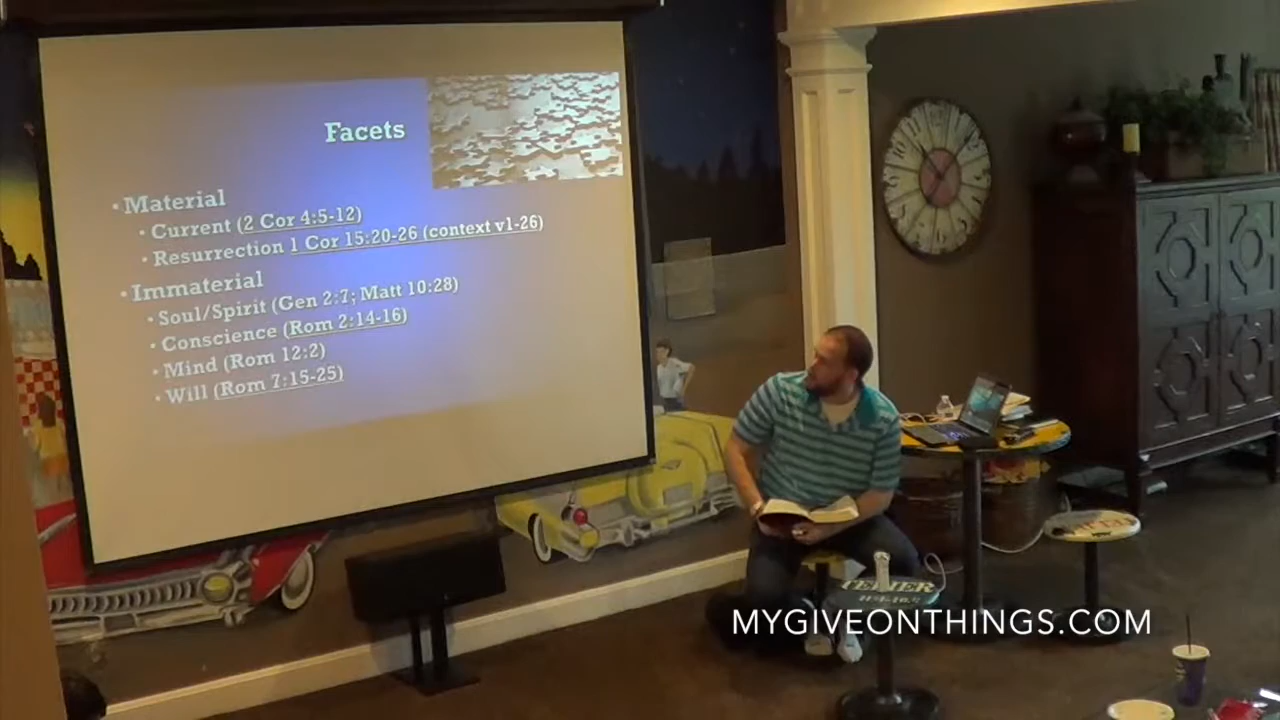 Facets
• Material
• Current (2 Cor 4:5-12)
• Resurrection 1 Cor 15:20-26 (context v1-26)
• Immaterial
• Soul/Spirit (Gen 2:7; Matt 10:28)
• Conscience (Rom 2:14-16)
• Mind (Rom 12:2)
• Will (Rom 7:15-25)
MYGIVEONTHINGS.COM